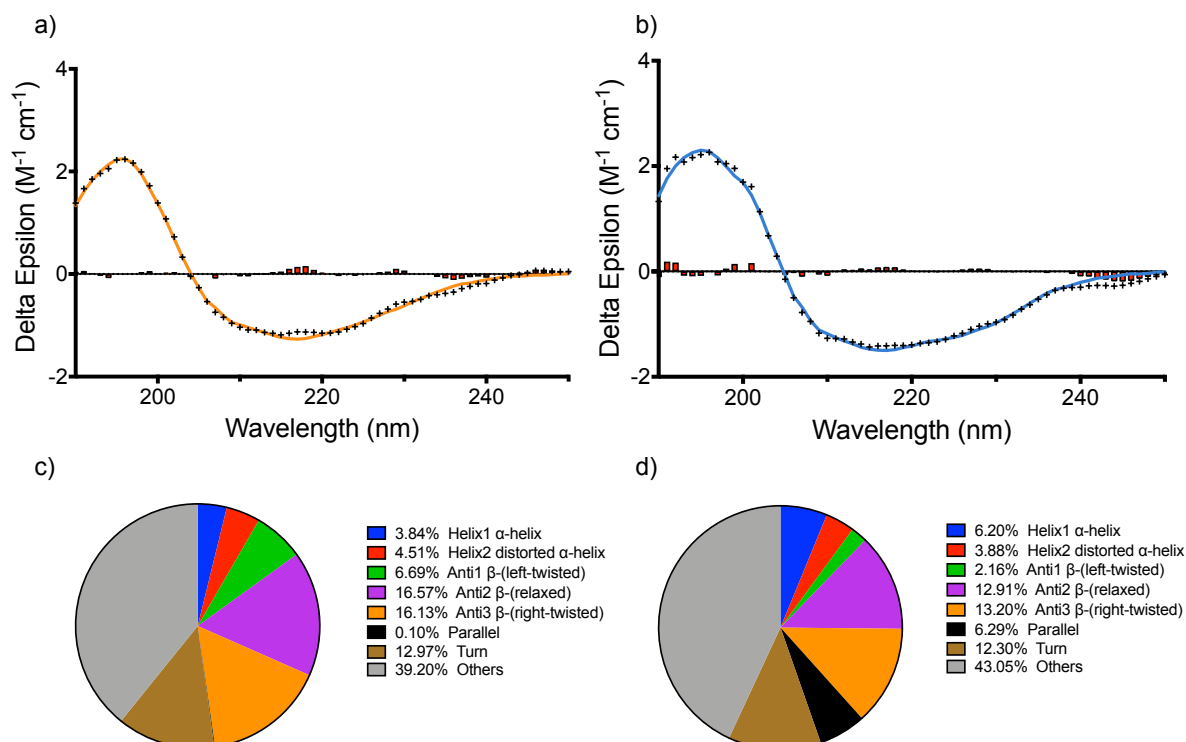 a)
b)
4
2
0
-2
Delta Epsilon (M⁻¹ cm⁻¹)
200
220
240
Wavelength (nm)
4
2
0
-2
Delta Epsilon (M⁻¹ cm⁻¹)
200
220
240
Wavelength (nm)
c)
3.84% Helix1 α-helix
4.51% Helix2 distorted α-helix
6.69% Anti1 β-(left-twisted)
16.57% Anti2 β-(relaxed)
16.13% Anti3 β-(right-twisted)
0.10% Parallel
12.97% Turn
39.20% Others
d)
6.20% Helix1 α-helix
3.88% Helix2 distorted α-helix
2.16% Anti1 β-(left-twisted)
12.91% Anti2 β-(relaxed)
13.20% Anti3 β-(right-twisted)
6.29% Parallel
12.30% Turn
43.05% Others